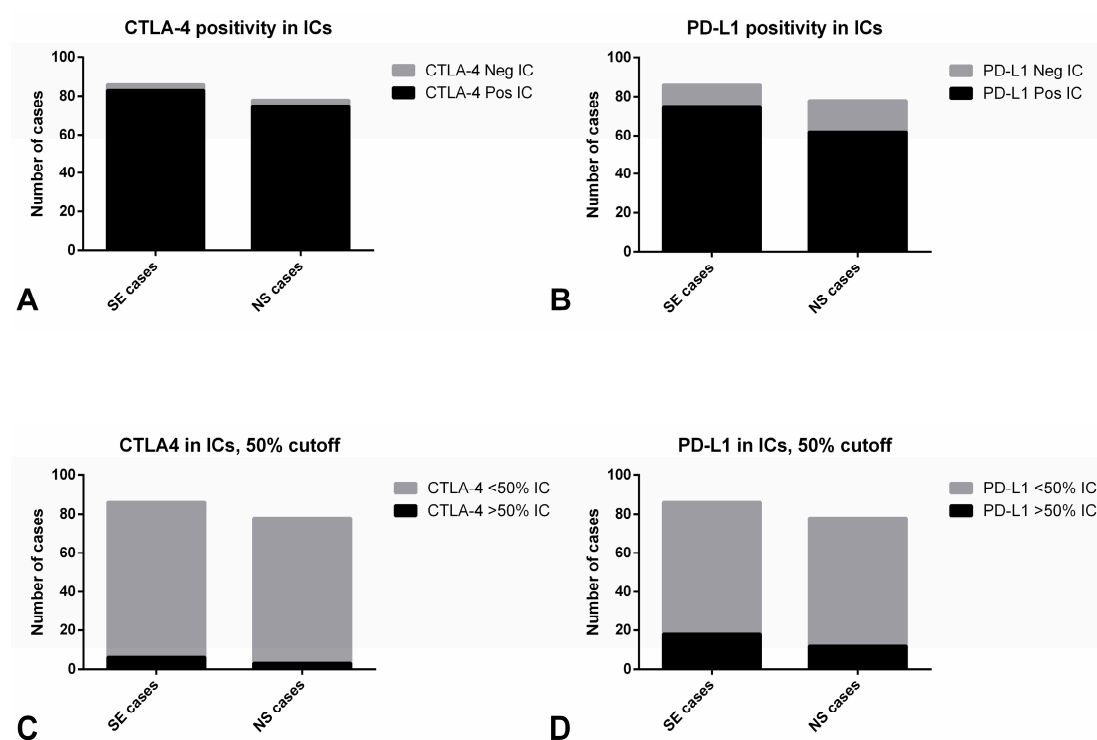 CTLA-4 positivity in ICs
100
80
60
40
20
0
Number of cases
SE cases
NS cases
CTLA-4 Neg IC
CTLA-4 Pos IC
A
PD-L1 positivity in ICs
100
80
60
40
20
0
Number of cases
SE cases
NS cases
PD-L1 Neg IC
PD-L1 Pos IC
B
CTLA4 in ICs, 50% cutoff
100
80
60
40
20
0
Number of cases
SE cases
NS cases
CTLA-4 <50% IC
CTLA-4 >50% IC
C
PD-L1 in ICs, 50% cutoff
100
80
60
40
20
0
Number of cases
SE cases
NS cases
PD-L1 <50% IC
PD-L1 >50% IC
D